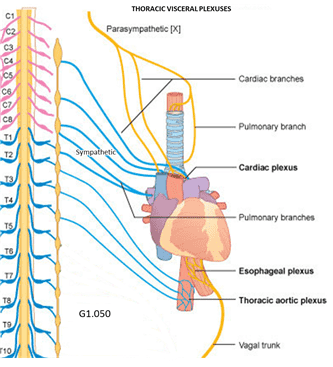 THORACIC VISCERAL PLEXUSES
C1
Parasympathetic [X]
C2
C3
C4
C5
Cardiac branches
C6
C7
C8
Pulmonary branch
T1
T2
Sympathetic
Cardiac plexus
T3
T4
Pulmonary branches
T5
T6
T7
Esophageal plexus
T8
Thoracic aortic plexus
G1.050
T9
Vagal trunk
T10